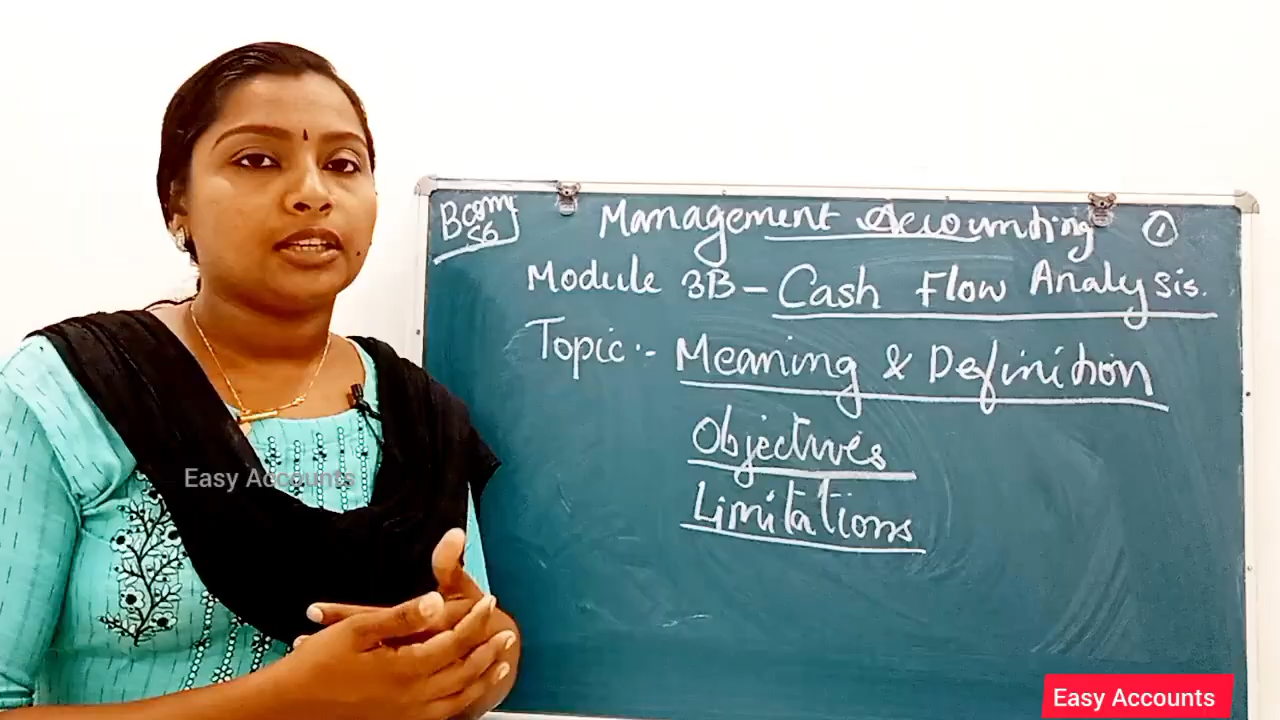 Bcom
S6
Management Accounting 1
Module 3B - Cash Flow Analysis.
Topic :- Meaning & Definition
Objectives
Limitations
Easy Accounts
Easy Accounts